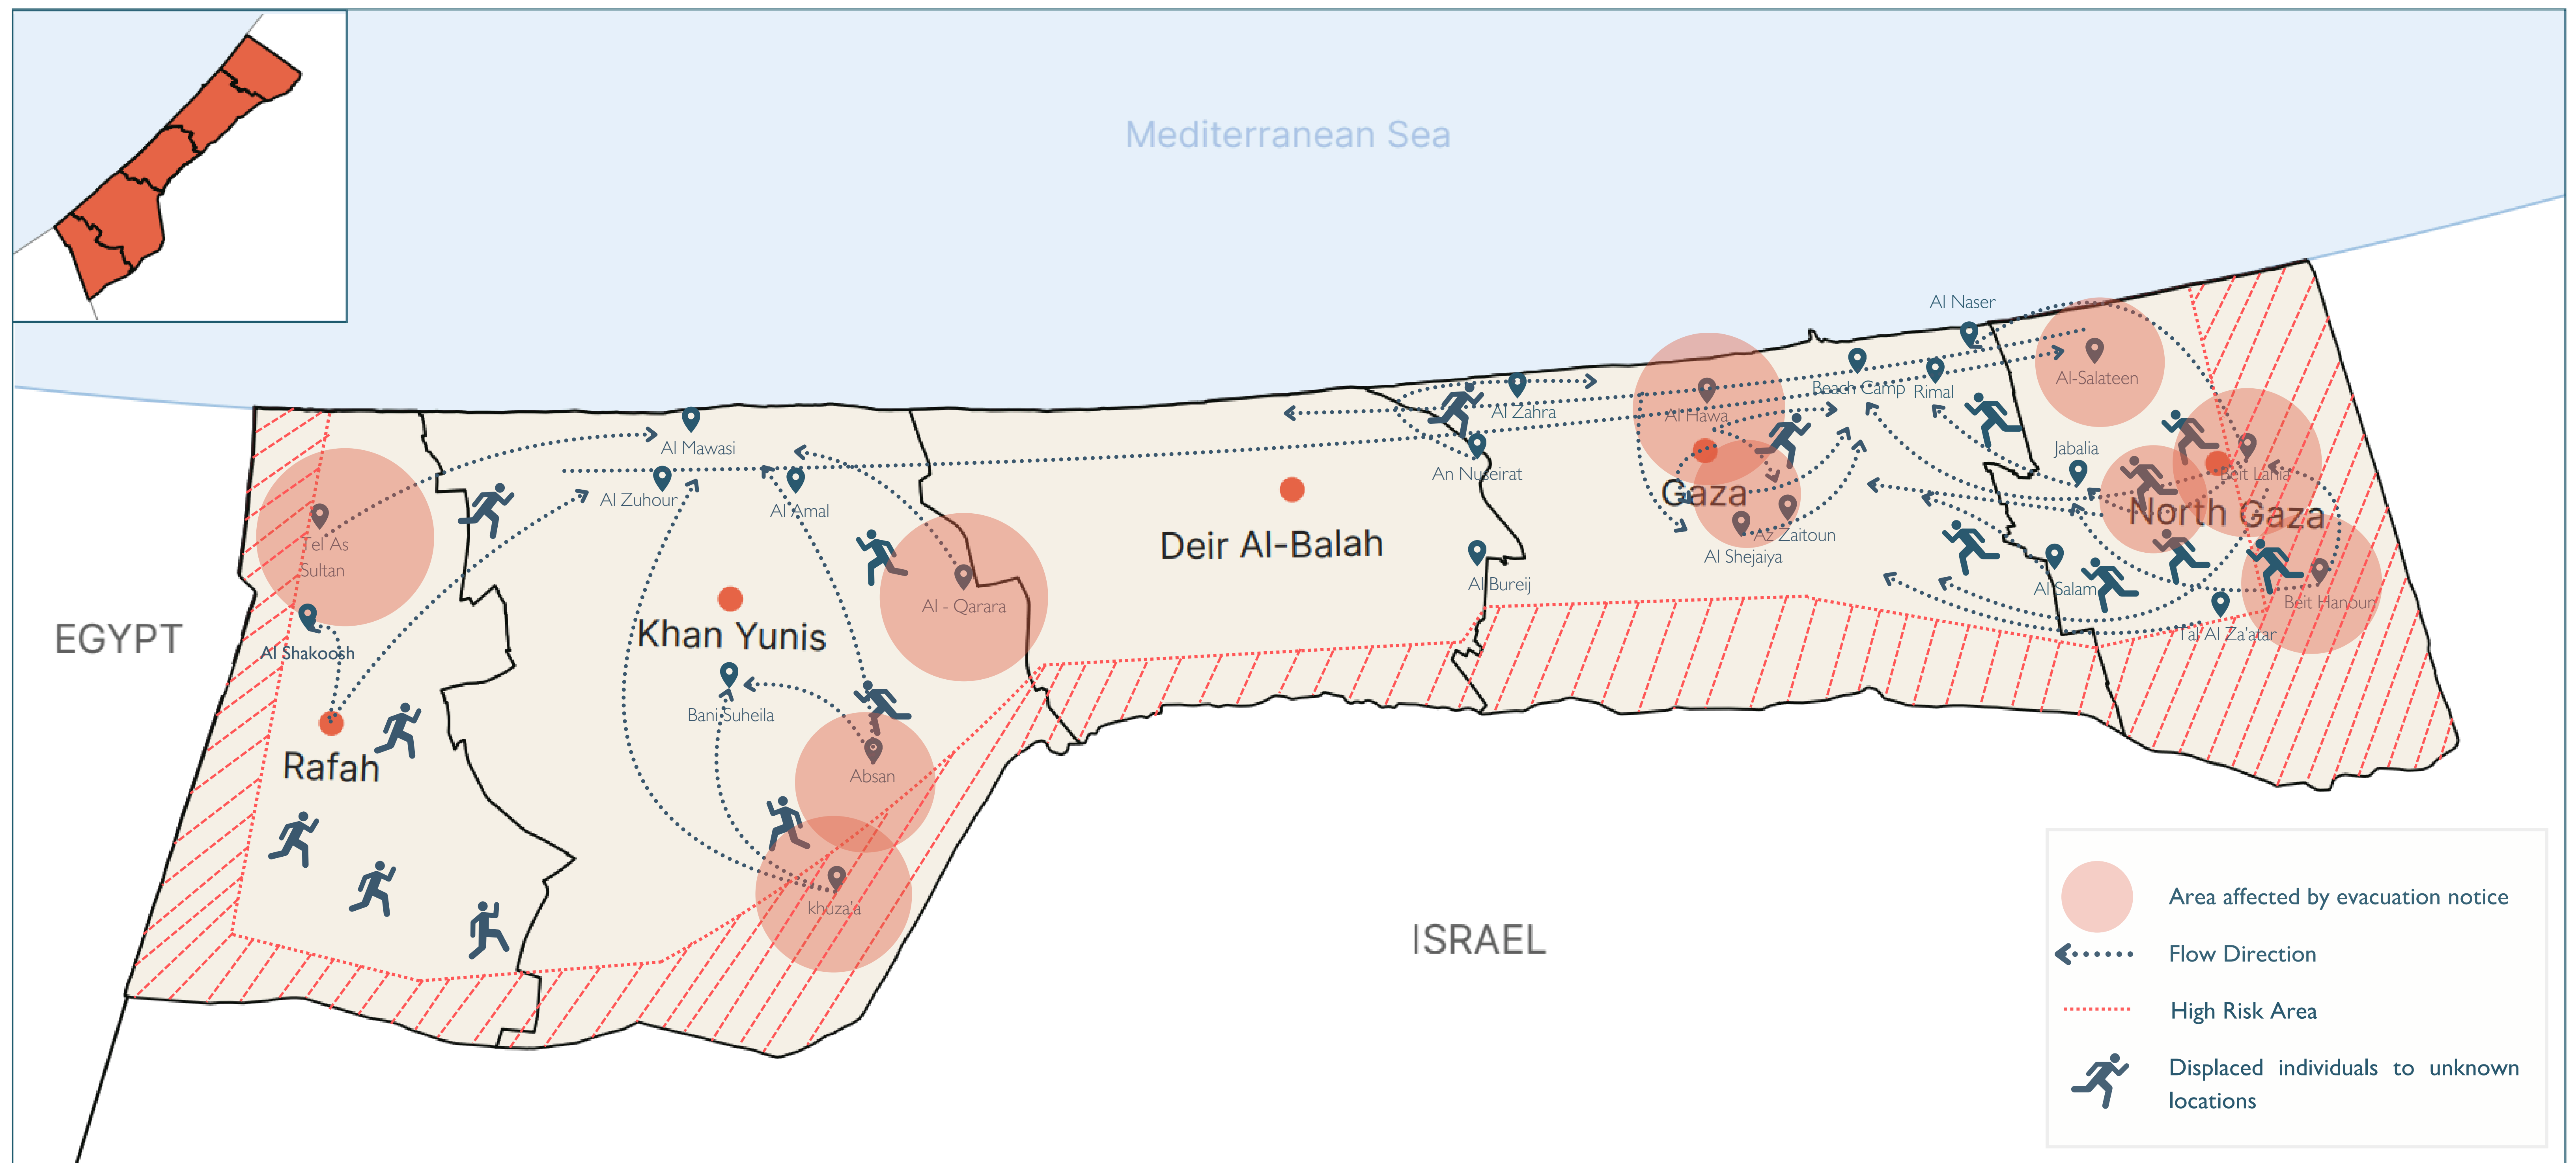 Mediterranean Sea
Al Naser
Al-Salateen
Beach Camp
Rimal
Al Zahra
Al Hawa
Al Mawasi
Jabalia
An Nuseirat
Beit Lahia
Al Zuhour
Al Amal
Gaza
North Gaza
Az Zaitoun
Al Shejaiya
Tel As
Sultan
Deir Al-Balah
Al Bureij
Al Salam
Beit Hanoun
Al - Qarara
Taj Al Za'atar
EGYPT
Khan Yunis
Al Shakoosh
Bani Suheila
Rafah
Absan
khuza'a
ISRAEL
Area affected by evacuation notice
Flow Direction
High Risk Area
Displaced individuals to unknown
locations